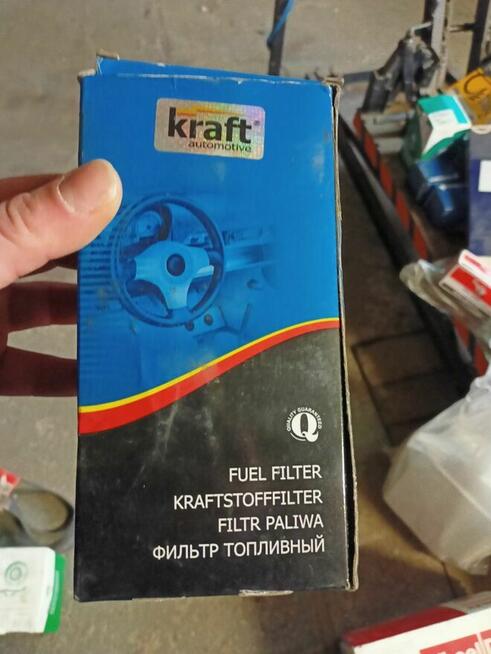 kraft®
automotive
QUALITY GUARANTEED
Q
FUEL FILTER
KRAFTSTOFFFILTER
FILTR PALIWA
ФИЛЬТР ТОПЛИВНЫЙ